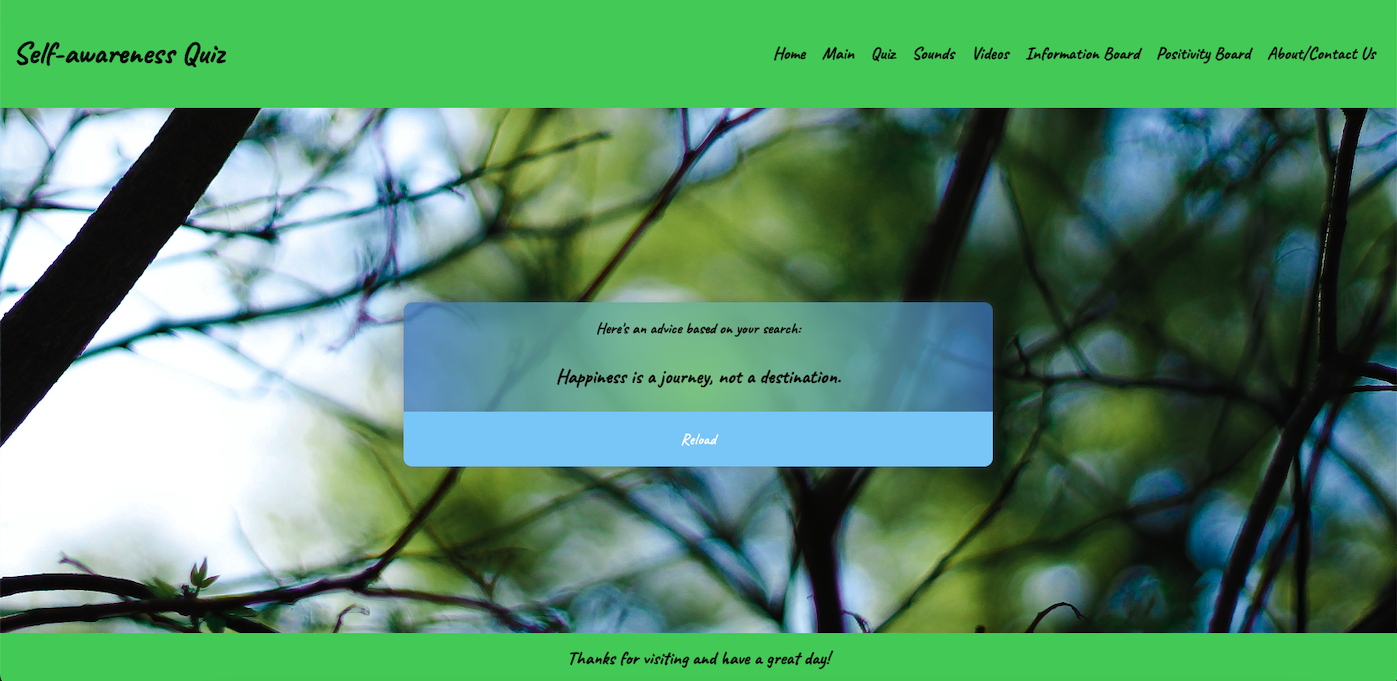 Self-awareness Quiz
Home Main Quiz Sounds Videos Information Board Positivity Board About/Contact Us
Here's an advice based on your search:
Happiness is a journey, not a destination.
Reload
Thanks for visiting and have a great day!